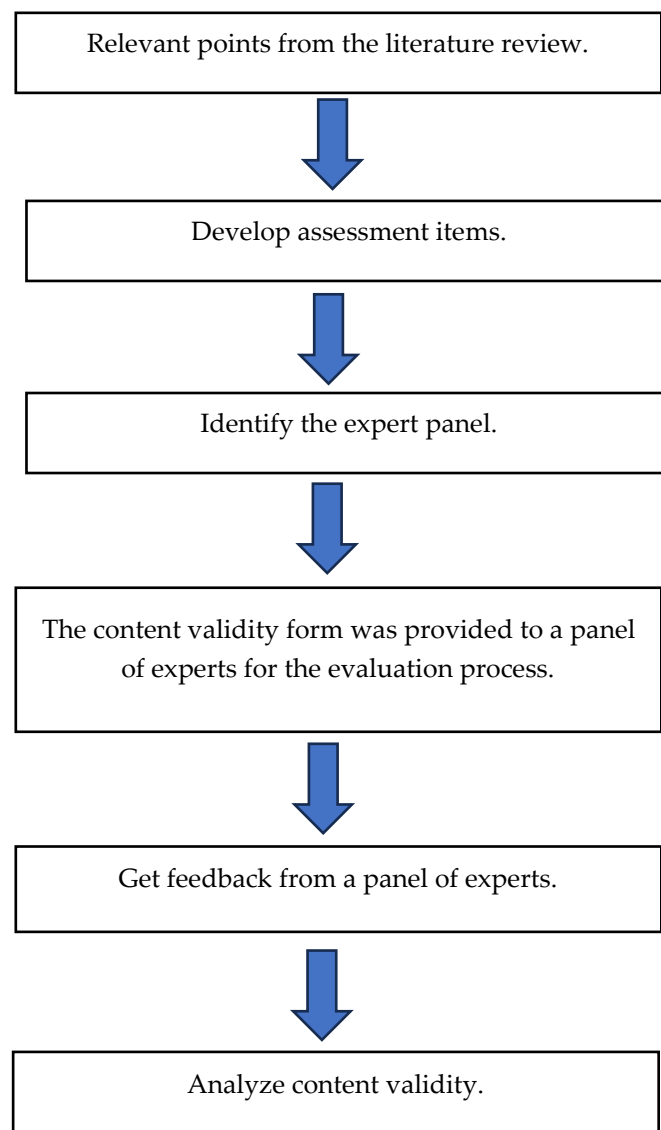 Relevant points from the literature review.
Develop assessment items.
Identify the expert panel.
The content validity form was provided to a panel
of experts for the evaluation process.
Get feedback from a panel of experts.
Analyze content validity.